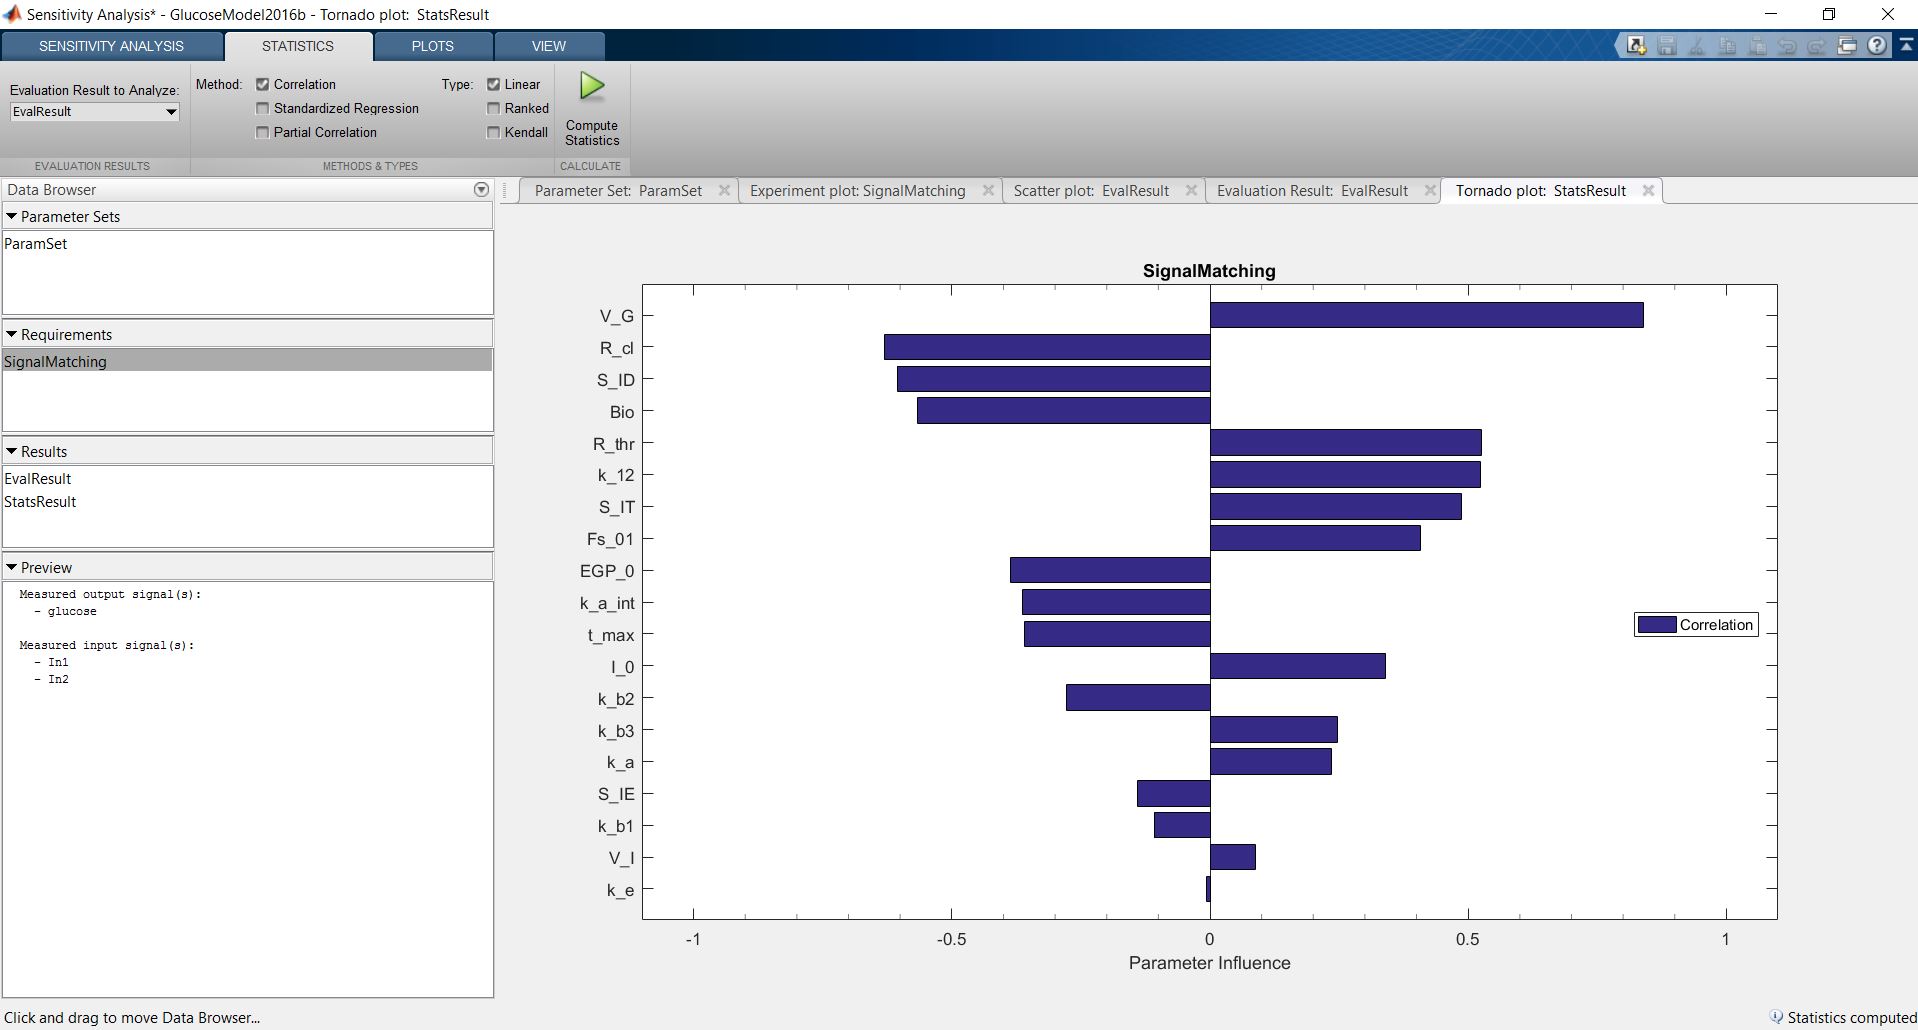 Sensitivity Analysis* - GlucoseModel2016b - Tornado plot: StatsResult
SENSITIVITY ANALYSIS STATISTICS PLOTS VIEW
Evaluation Result to Analyze:
EvalResult
EVALUATION RESULTS
Method: Correlation Type: Linear
Standardized Regression Ranked
Partial Correlation Kendall
METHODS & TYPES
Compute
Statistics
CALCULATE
Data Browser
Parameter Sets
ParamSet
Requirements
SignalMatching
Results
EvalResult
StatsResult
Preview
Measured output signal(s):
- glucose
Measured input signal(s):
- In1
- In2
Parameter Set: ParamSet Experiment plot: SignalMatching Scatter plot: EvalResult Evaluation Result: EvalResult Tornado plot: StatsResult
SignalMatching
V_G
R_cl
S_ID
Bio
R_thr
k_12
S_IT
Fs_01
EGP_0
k_a_int
t_max
I_0
k_b2
k_b3
k_a
S_IE
k_b1
V_I
k_e
Correlation
-1 -0.5 0 0.5 1
Parameter Influence
Click and drag to move Data Browser... Statistics computed